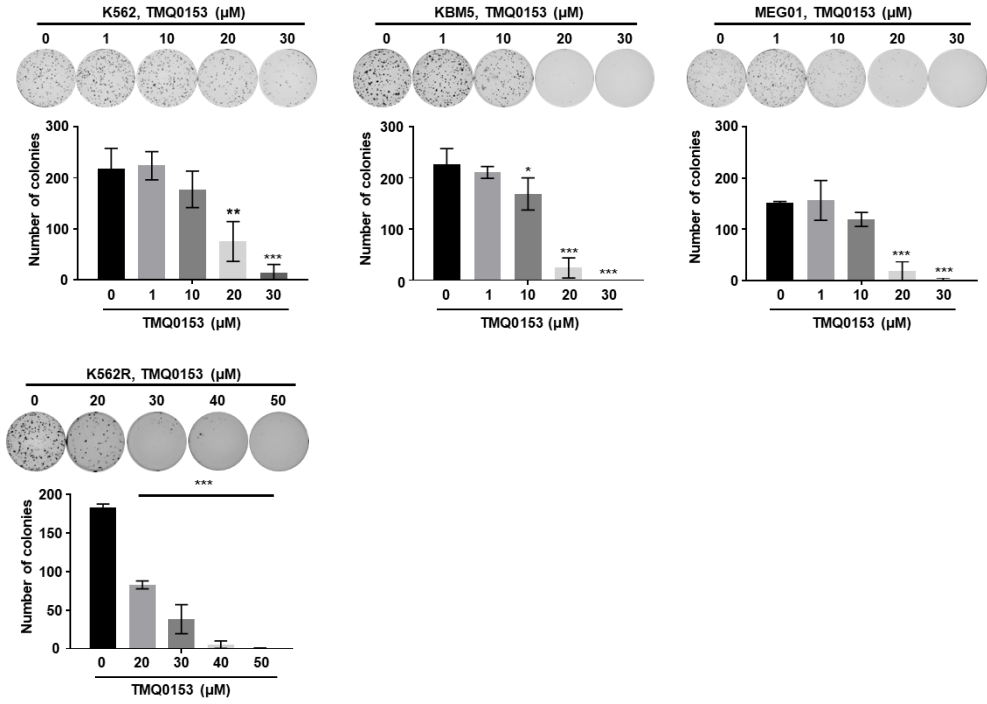 K562, TMQ0153 (µM)
0 1 10 20 30
300
200
100
0
Number of colonies
** ***
0 1 10 20 30
TMQ0153 (µM)
KBM5, TMQ0153 (µM)
0 1 10 20 30
300
200
100
0
Number of colonies
* *** ***
0 1 10 20 30
TMQ0153 (µM)
MEG01, TMQ0153 (µM)
0 1 10 20 30
300
200
100
0
Number of colonies
*** ***
0 1 10 20 30
TMQ0153 (µM)
K562R, TMQ0153 (µM)
0 20 30 40 50
***
200
150
100
50
0
Number of colonies
0 20 30 40 50
TMQ0153 (µM)